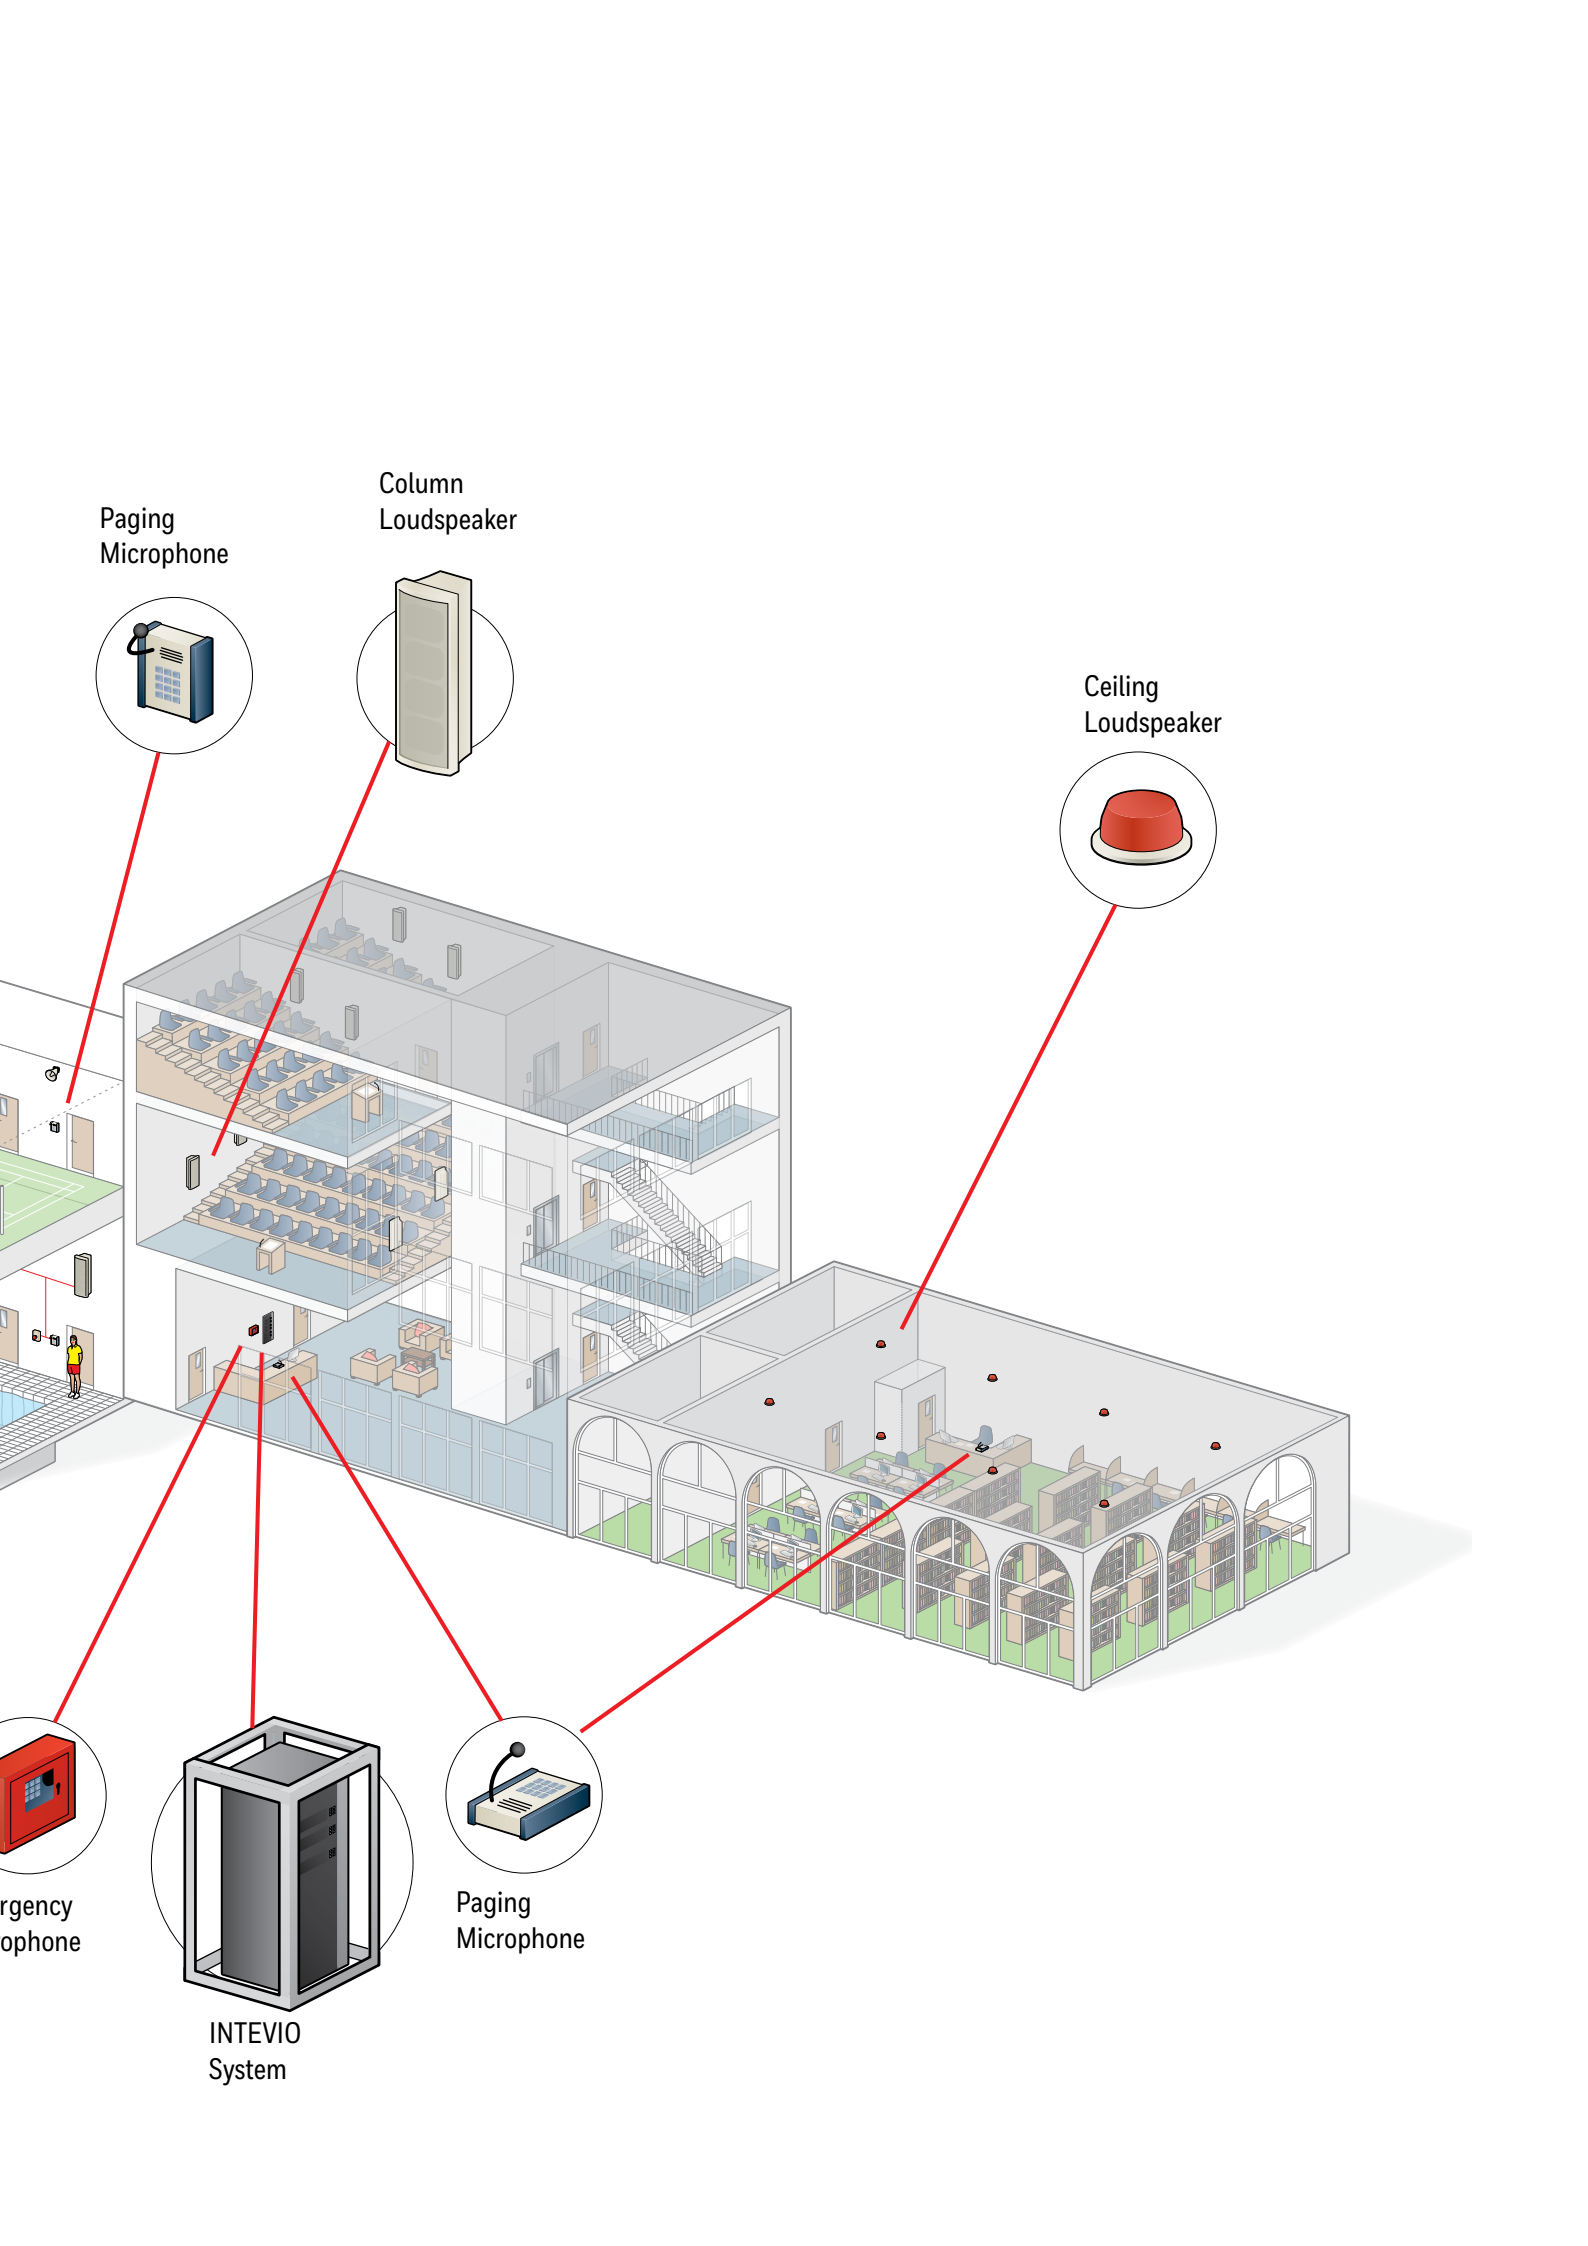 Column
Loudspeaker
Paging
Microphone
Ceiling
Loudspeaker
rgency
ophone
Paging
Microphone
INTEVIO
System